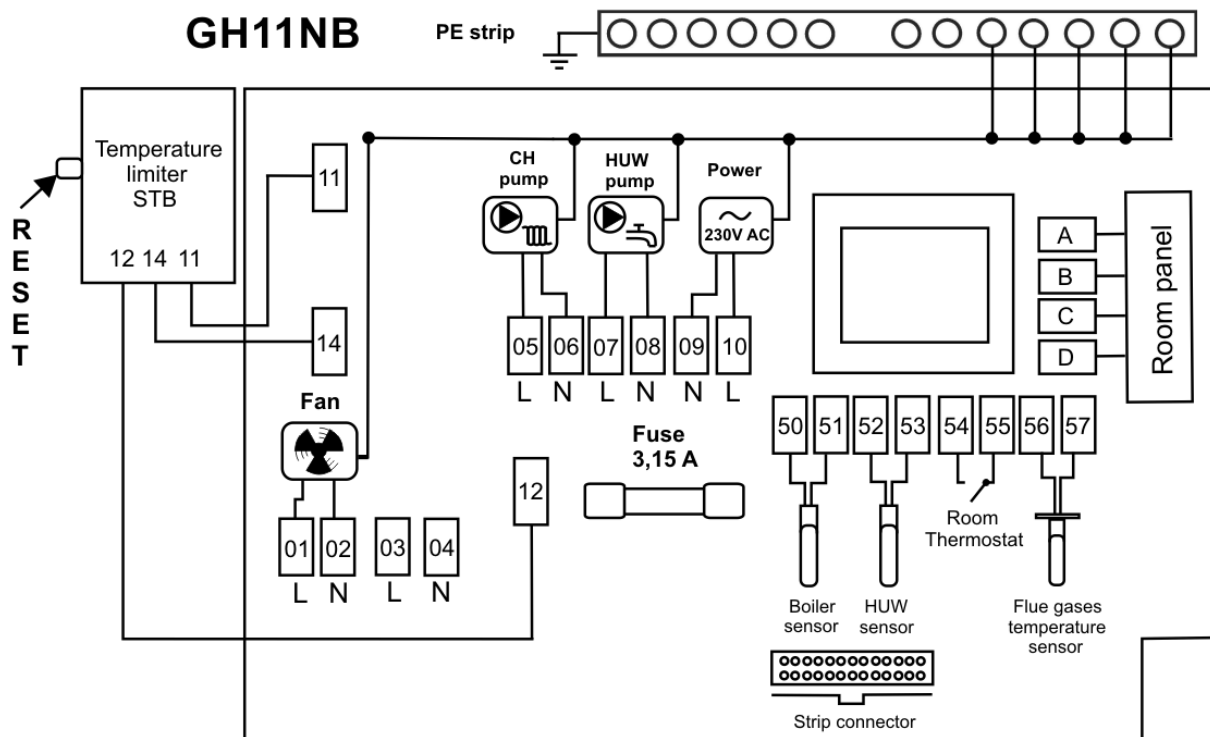 GH11NB
PE strip
Temperature
limiter
STB
12 14 11
RESET
11
14
CH
pump
HUW
pump
Power
230V AC
05 06 07 08 09 10
L N L N N L
A
B
C
D
Room panel
Fan
Fuse
3,15 A
12
01 02 03 04
L N L N
50 51 52 53 54 55 56 57
Room
Thermostat
Boiler
sensor
HUW
sensor
Flue gases
temperature
sensor
Strip connector